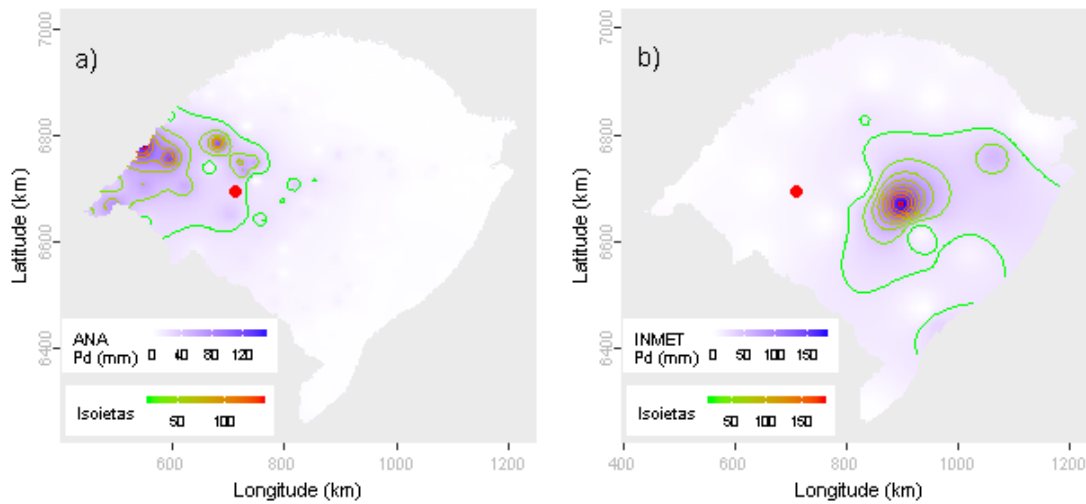 a)
7000
6800
6600
6400
Latitude (km)
ANA
Pd (mm)
0 40 80 120
Isoietas
50 100
600 800 1000 1200
Longitude (km)
b)
7000
6800
6600
6400
Latitude (km)
INMET
Pd (mm)
0 50 100 150
Isoietas
50 100 150
400 600 800 1000 1200
Longitude (km)